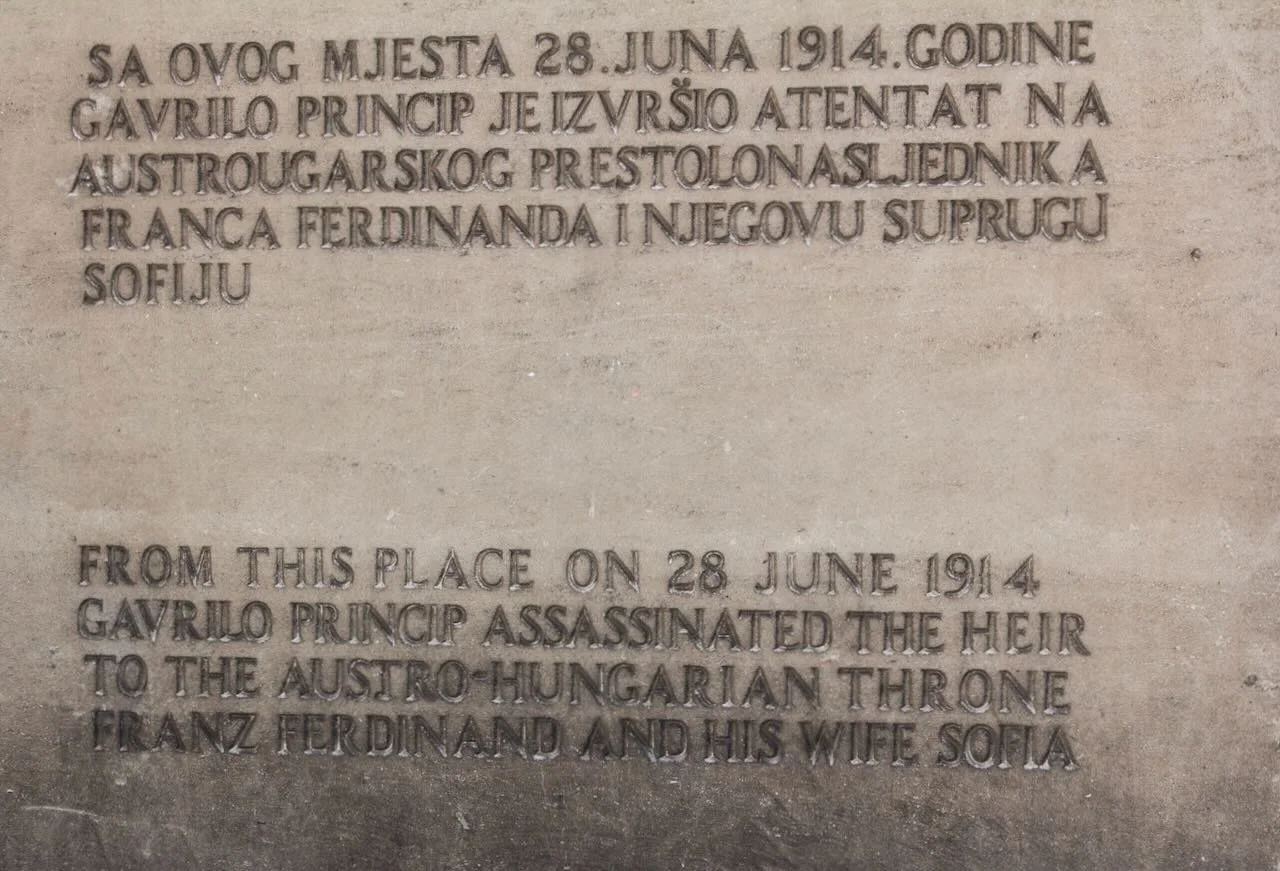 SA OVOG MJESTA 28. JUNA 1914. GODINE
GAVRILO PRINCIP JE IZVRŠIO ATENTAT NA
AUSTROUGARSKOG PRESTOLONASLJEDNIKA
FRANCA FERDINANDA I NJEGOVU SUPRUGU
SOFIJU
FROM THIS PLACE ON 28 JUNE 1914
GAVRILO PRINCIP ASSASSINATED THE HEIR
TO THE AUSTRO-HUNGARIAN THRONE
FRANZ FERDINAND AND HIS WIFE SOFIA